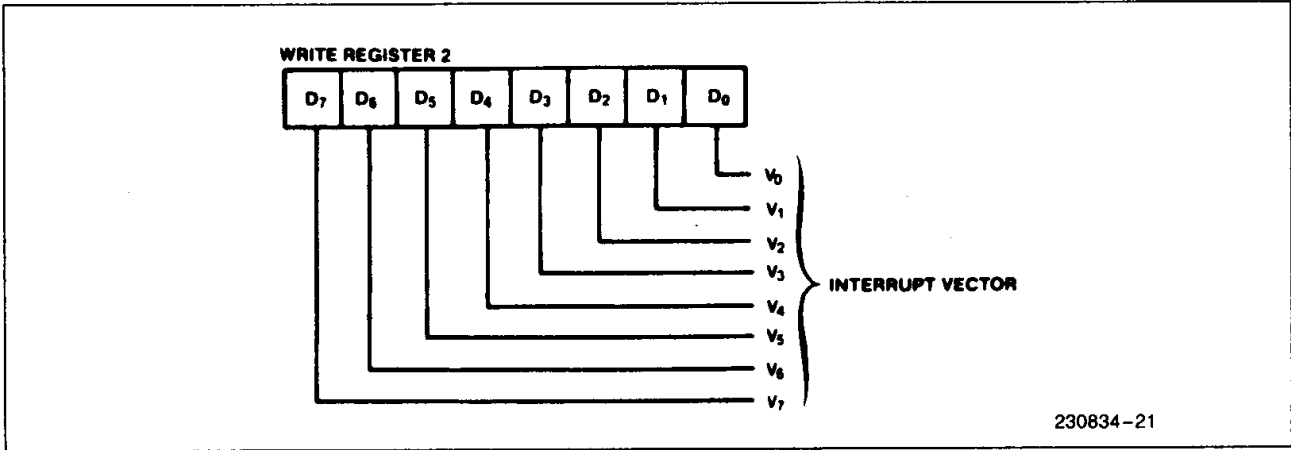 WRITE REGISTER 2
D₇ D₆ D₅ D₄ D₃ D₂ D₁ D₀
V₀
V₁
V₂
V₃
INTERRUPT VECTOR
V₄
V₅
V₆
V₇
230834-21